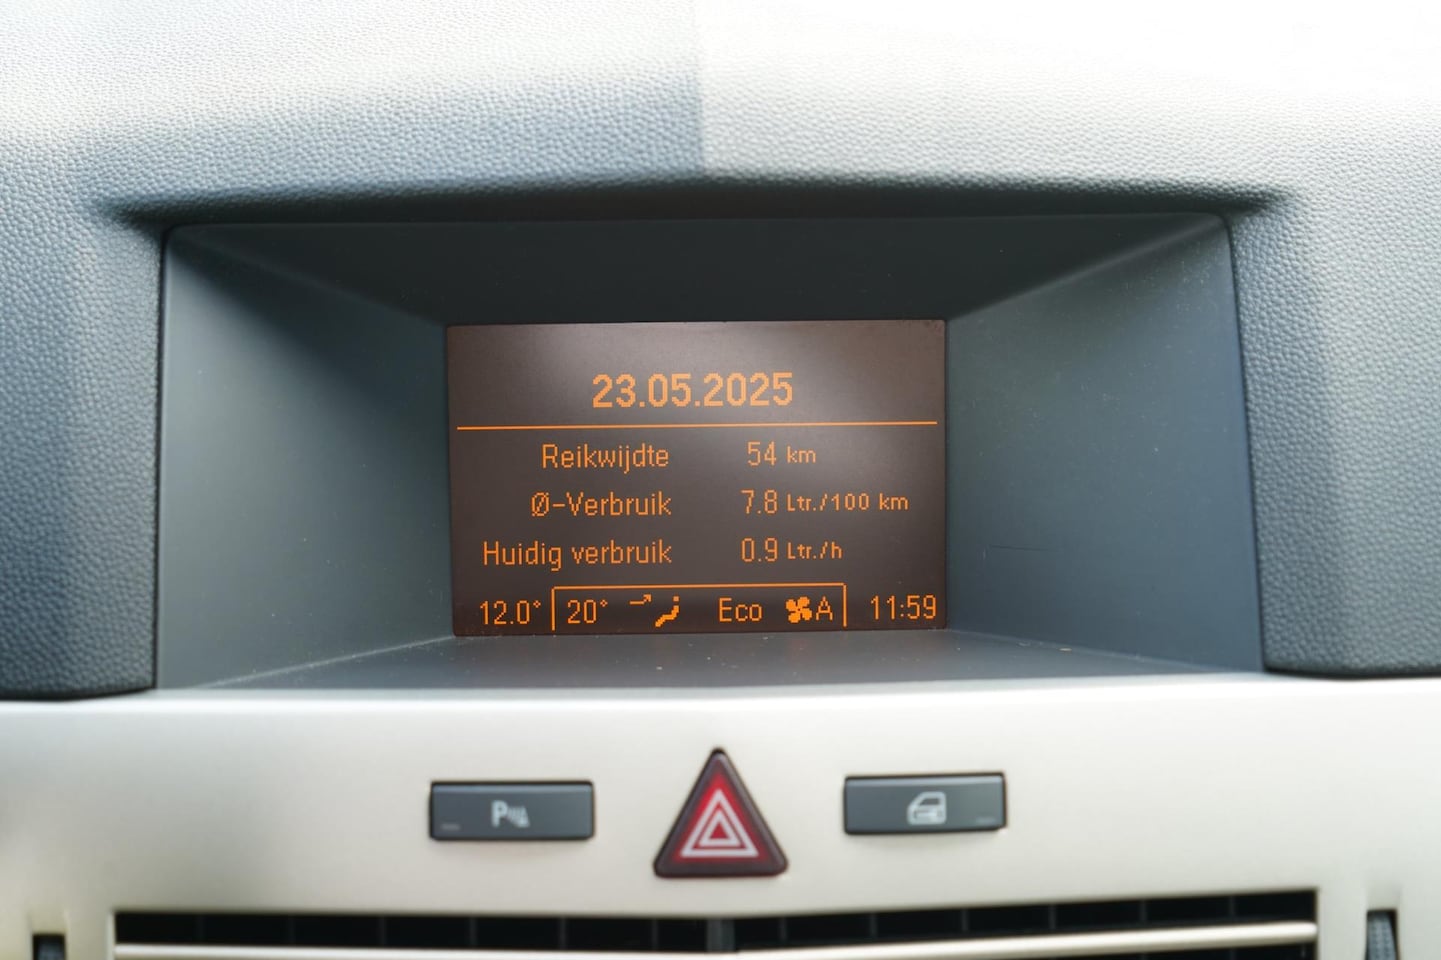 23.05.2025
Reikwijdte 54 km
Ø-Verbruik 7.8 Ltr./100 km
Huidig verbruik 0.9 Ltr./h
12.0° 20° Eco A 11:59
P